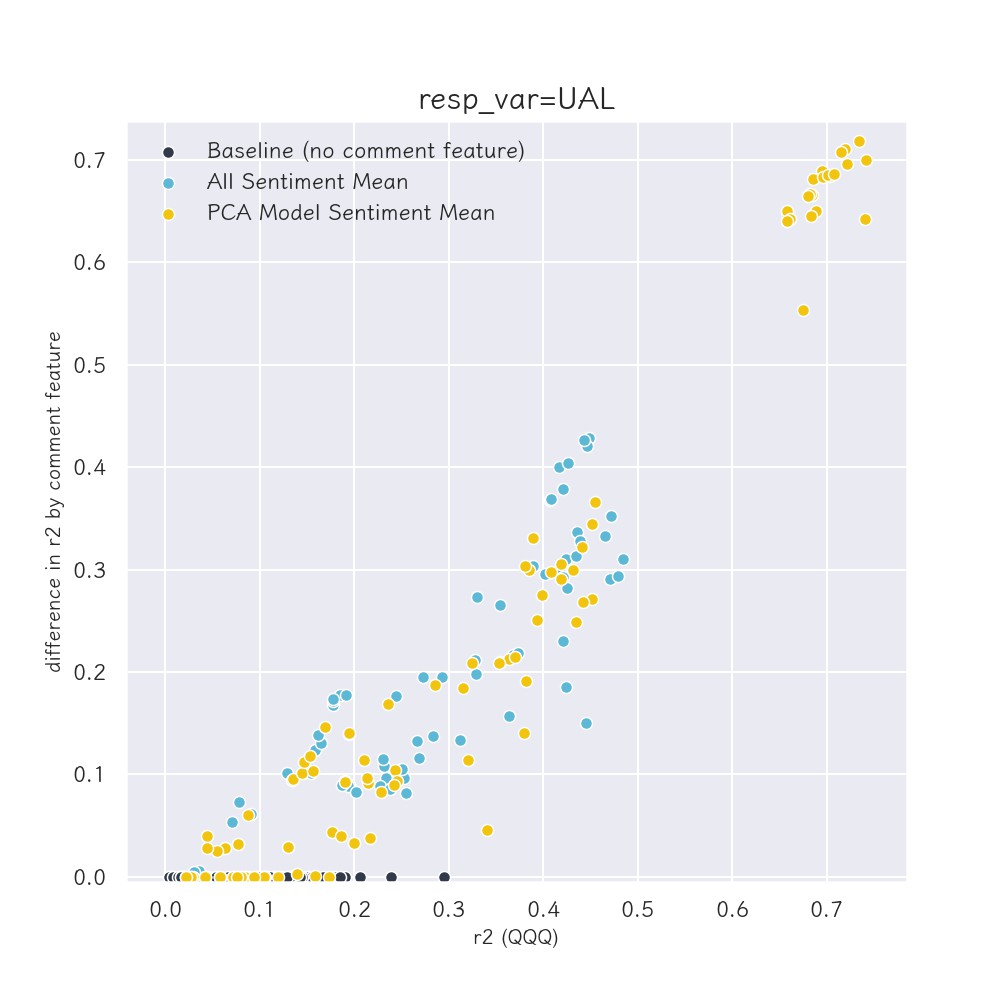 resp_var=UAL
Baseline (no comment feature)
All Sentiment Mean
PCA Model Sentiment Mean
difference in r2 by comment feature
0.7
0.6
0.5
0.4
0.3
0.2
0.1
0.0
0.0 0.1 0.2 0.3 0.4 0.5 0.6 0.7
r2 (QQQ)